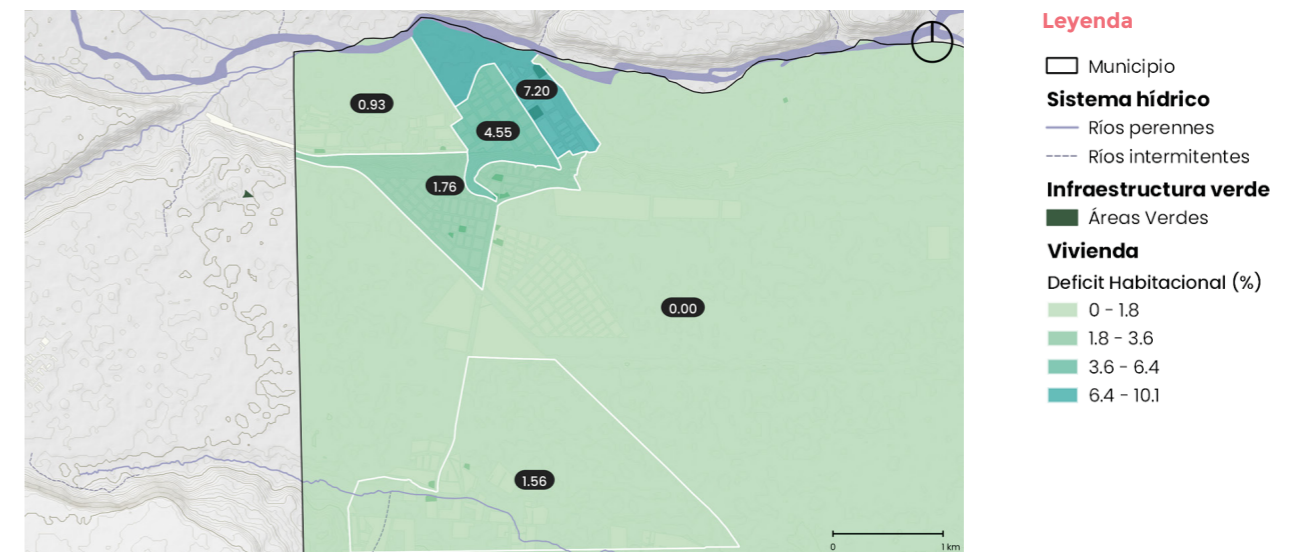 0.93
7.20
4.55
1.76
0.00
1.56
0
1 km
Leyenda
Municipio
Sistema hídrico
Ríos perennes
Ríos intermitentes
Infraestructura verde
Áreas Verdes
Vivienda
Deficit Habitacional (%)
0 - 1.8
1.8 - 3.6
3.6 - 6.4
6.4 - 10.1